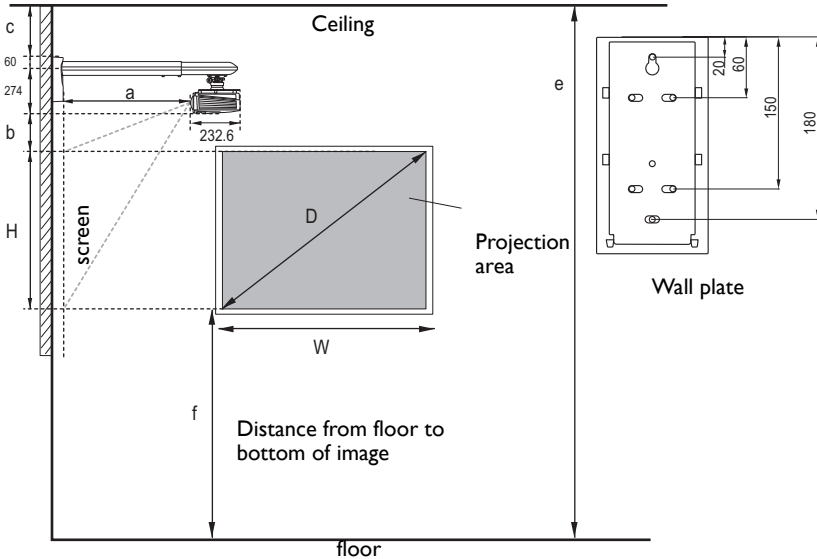 Ceiling
c
60
274
a
b
232.6
H
screen
D
W
Projection
area
e
f
Distance from floor to
bottom of image
floor
20
60
150
180
Wall plate